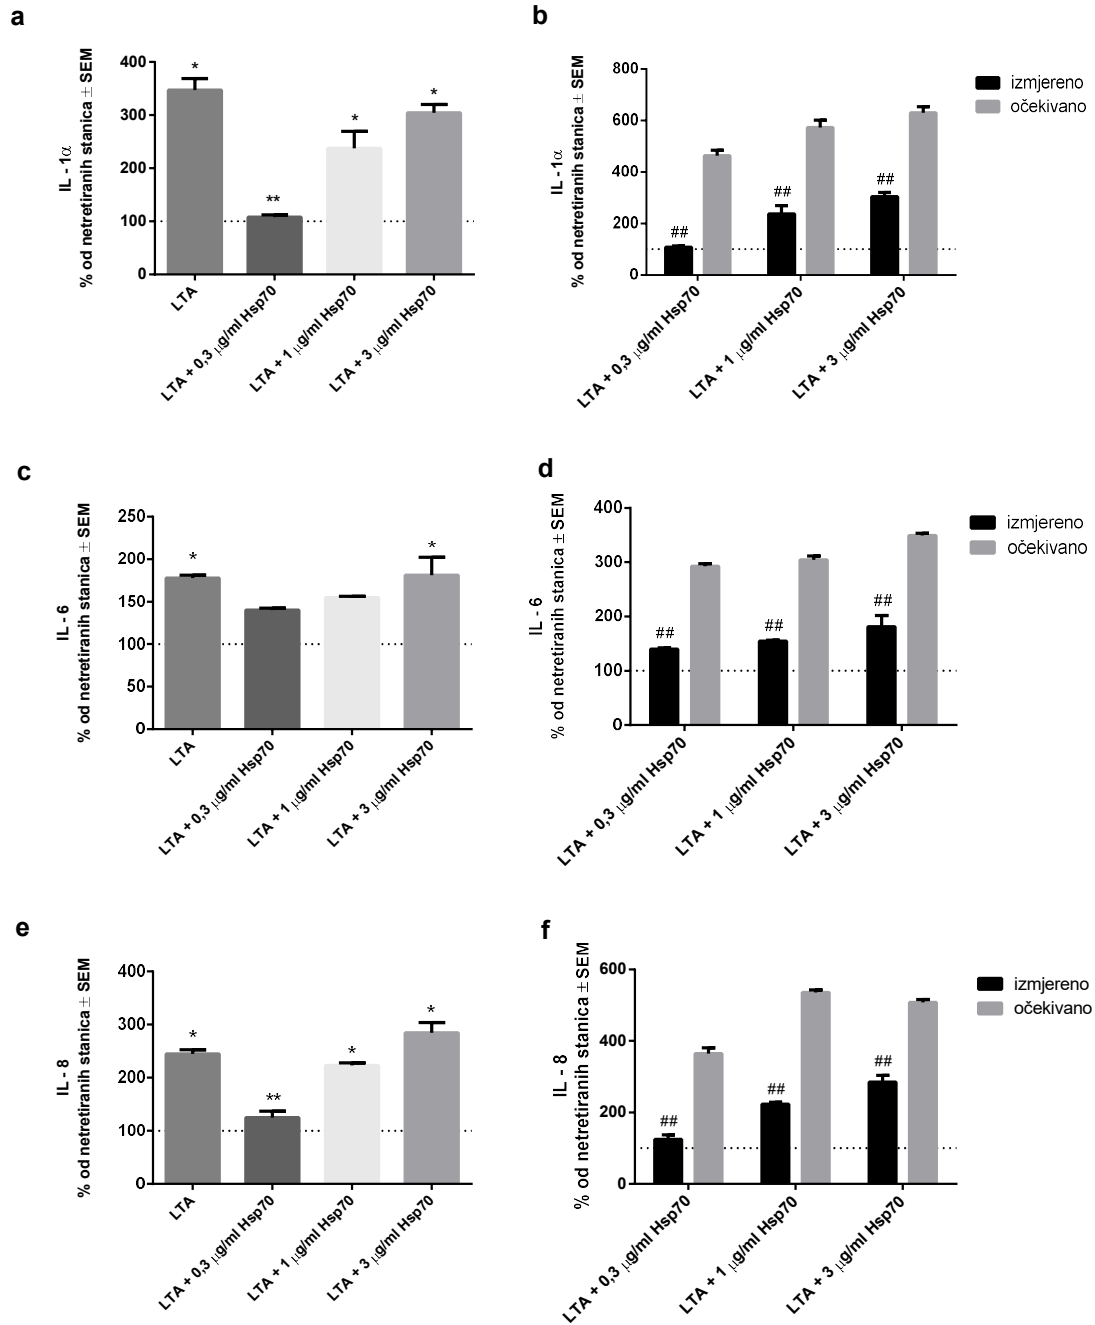 a
IL - 1α
% od netretiranih stanica ± SEM
400
300
200
100
0
*
**
*
*
LTA
LTA + 0,3 µg/ml Hsp70
LTA + 1 µg/ml Hsp70
LTA + 3 µg/ml Hsp70
b
IL - 1α
% od netretiranih stanica ± SEM
800
600
400
200
0
##
##
##
LTA + 0,3 µg/ml Hsp70
LTA + 1 µg/ml Hsp70
LTA + 3 µg/ml Hsp70
izmjereno
očekivano
c
IL - 6
% od netretiranih stanica ± SEM
250
200
150
100
50
0
*
*
LTA
LTA + 0,3 µg/ml Hsp70
LTA + 1 µg/ml Hsp70
LTA + 3 µg/ml Hsp70
d
IL - 6
% od netretiranih stanica ± SEM
400
300
200
100
0
##
##
##
LTA + 0,3 µg/ml Hsp70
LTA + 1 µg/ml Hsp70
LTA + 3 µg/ml Hsp70
izmjereno
očekivano
e
IL - 8
% od netretiranih stanica ± SEM
400
300
200
100
0
*
**
*
*
LTA
LTA + 0,3 µg/ml Hsp70
LTA + 1 µg/ml Hsp70
LTA + 3 µg/ml Hsp70
f
IL - 8
% od netretiranih stanica ± SEM
600
400
200
0
##
##
##
LTA + 0,3 µg/ml Hsp70
LTA + 1 µg/ml Hsp70
LTA + 3 µg/ml Hsp70
izmjereno
očekivano